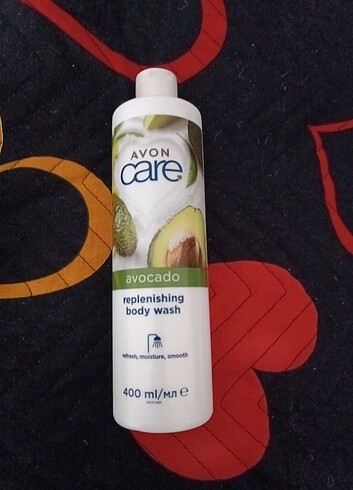 AVON
care
avocado
replenishing
body wash
refresh, moisture, smooth
400 ml/мл e